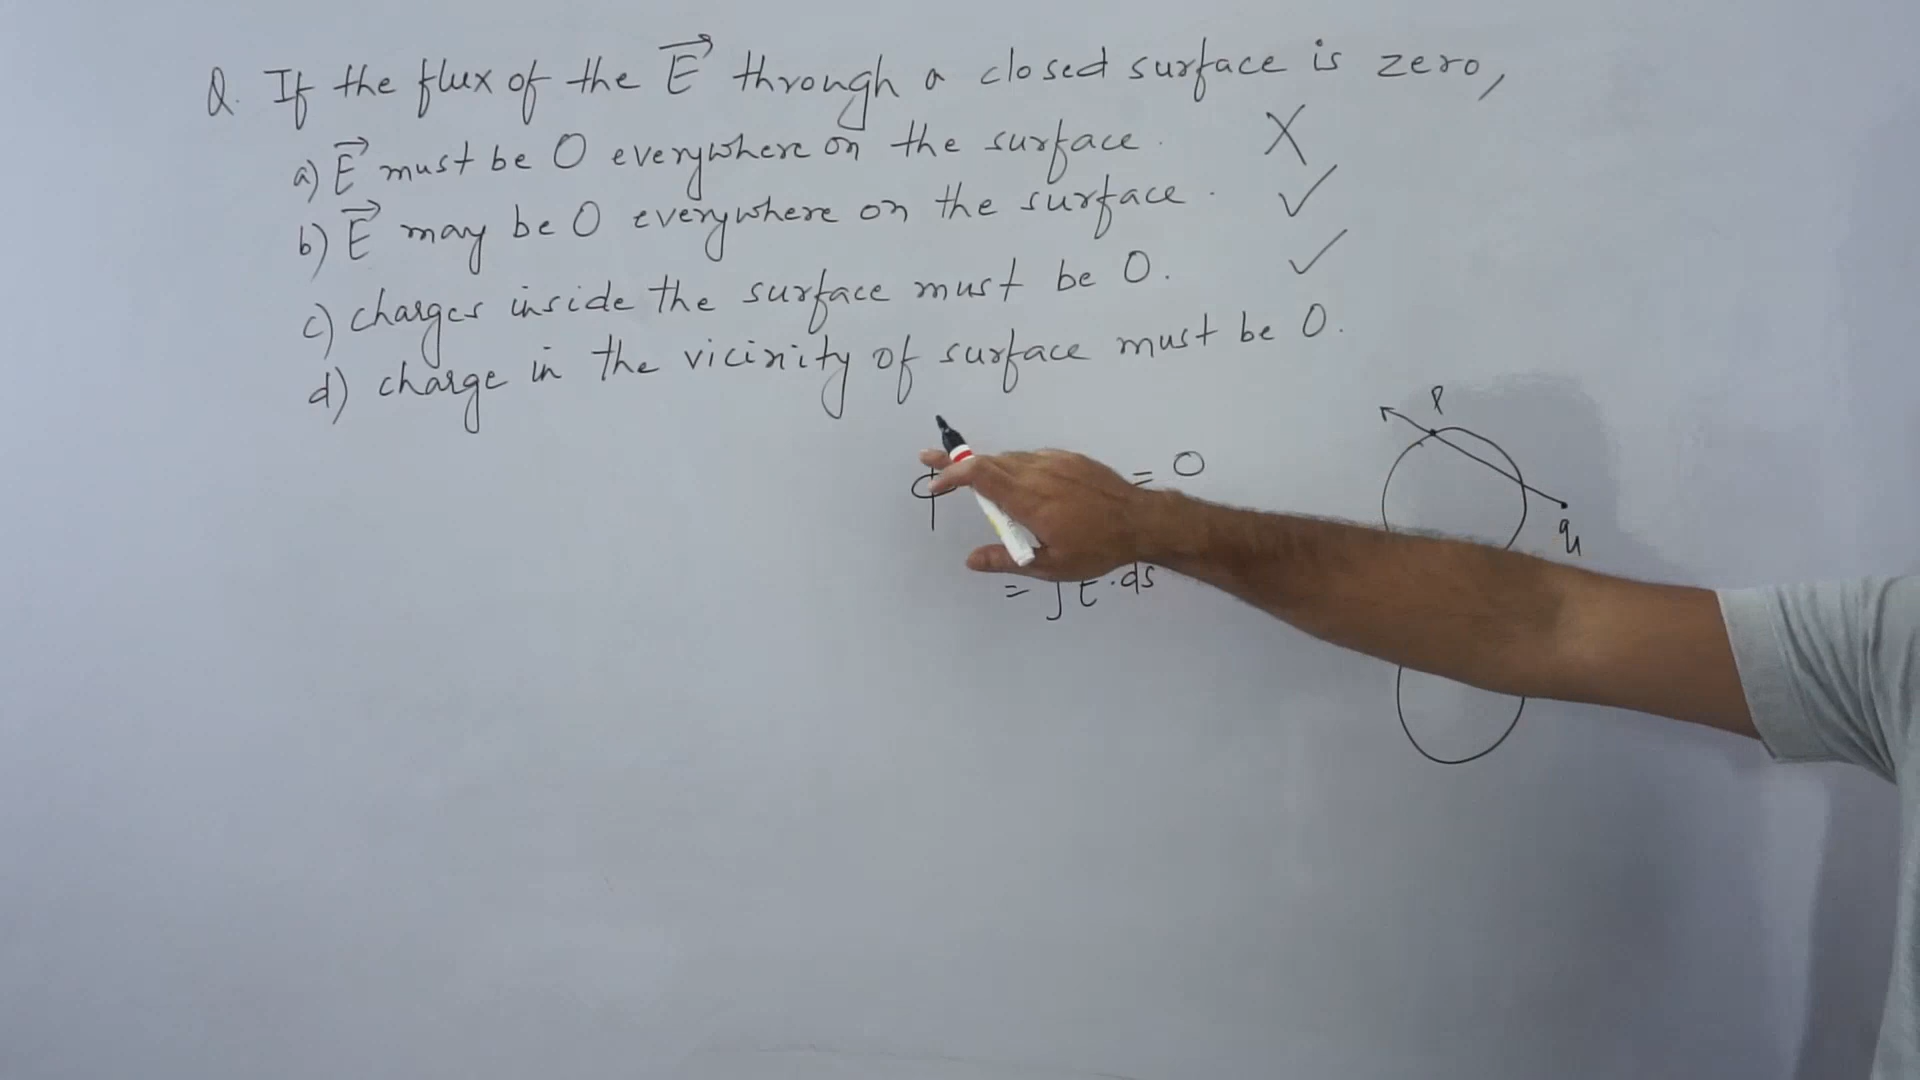 Q. If the flux of the E⃗ through a closed surface is zero,
a) E⃗ must be 0 everywhere on the surface. X
b) E⃗ may be 0 everywhere on the surface. ✓
c) charges inside the surface must be 0. ✓
d) charge in the vicinity of surface must be 0.
P
ϕ = 0
q
= ∫ E · ds